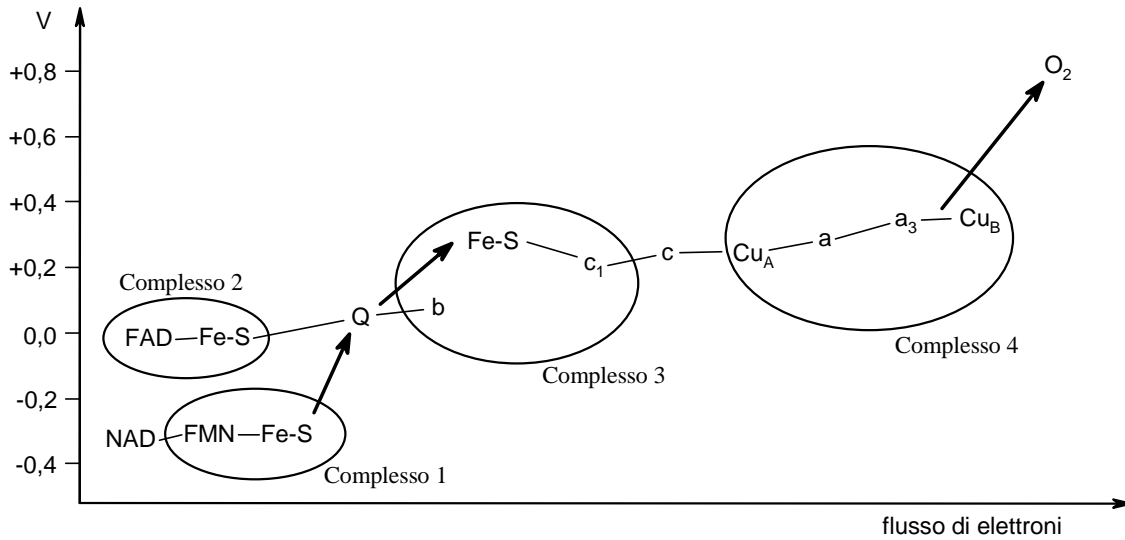 V
+0,8
+0,6
+0,4
+0,2
0,0
-0,2
-0,4
O2
Fe-S
c1
c
CuA
a
a3
CuB
Complesso 2
Q
b
FAD
Fe-S
Complesso 4
Complesso 3
NAD
FMN
Fe-S
Complesso 1
flusso di elettroni